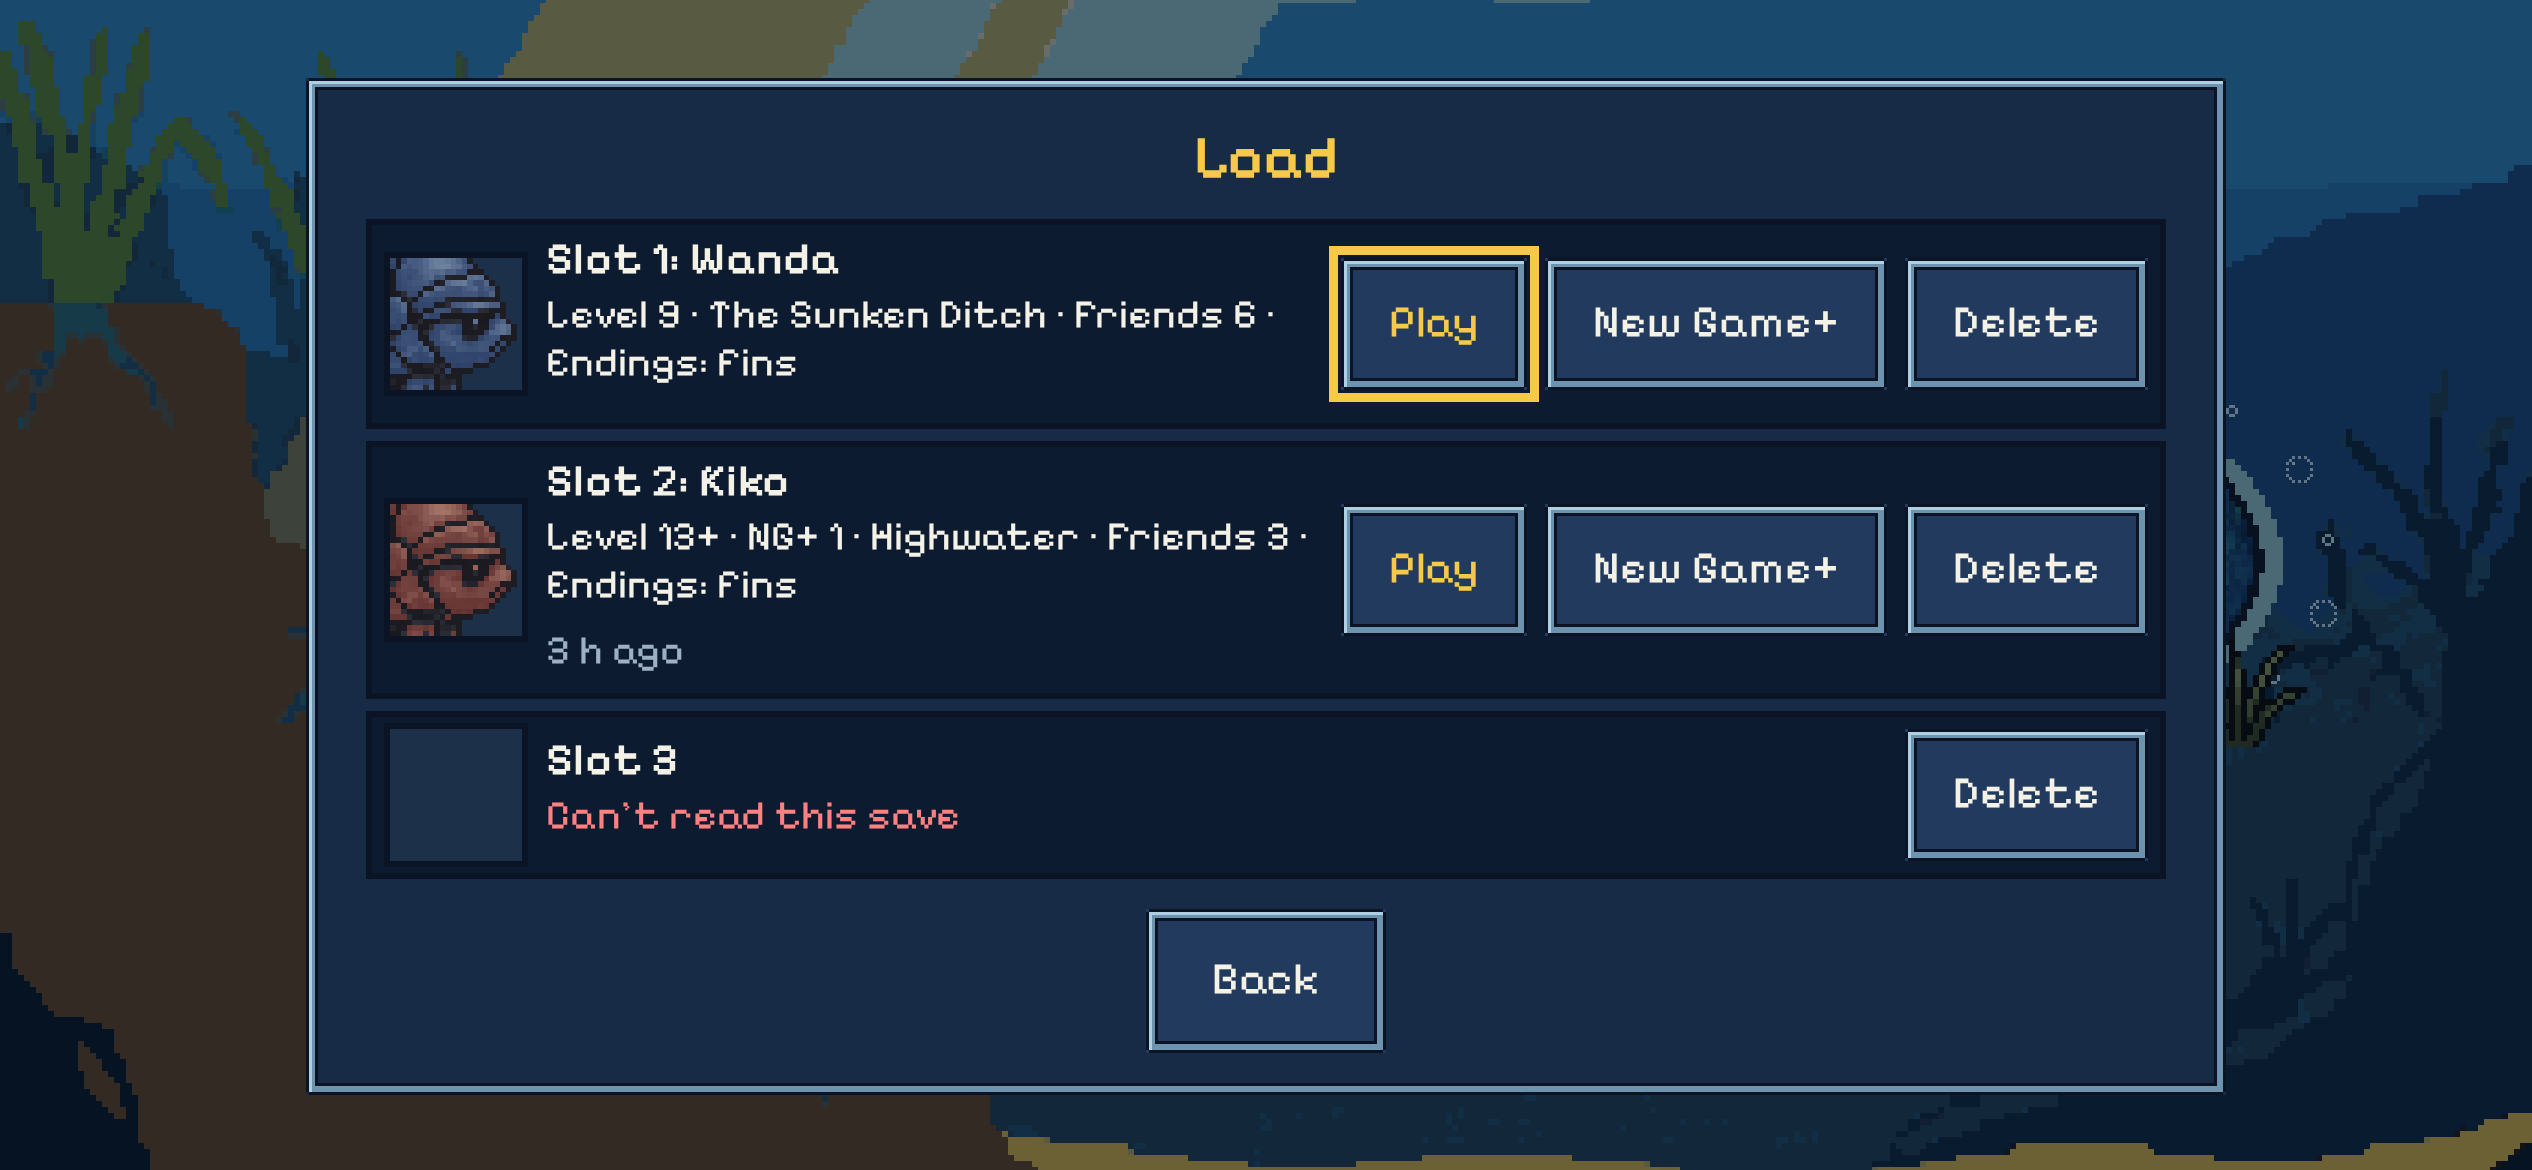 Load
Slot 1: Wanda
Level 9 · The Sunken Ditch · Friends 6 ·
Endings: Fins
Play
New Game+
Delete
Slot 2: Kiko
Level 13+ · NG+ 1 · Highwater · Friends 3 ·
Endings: Fins
3 h ago
Play
New Game+
Delete
Slot 3
Can't read this save
Delete
Back